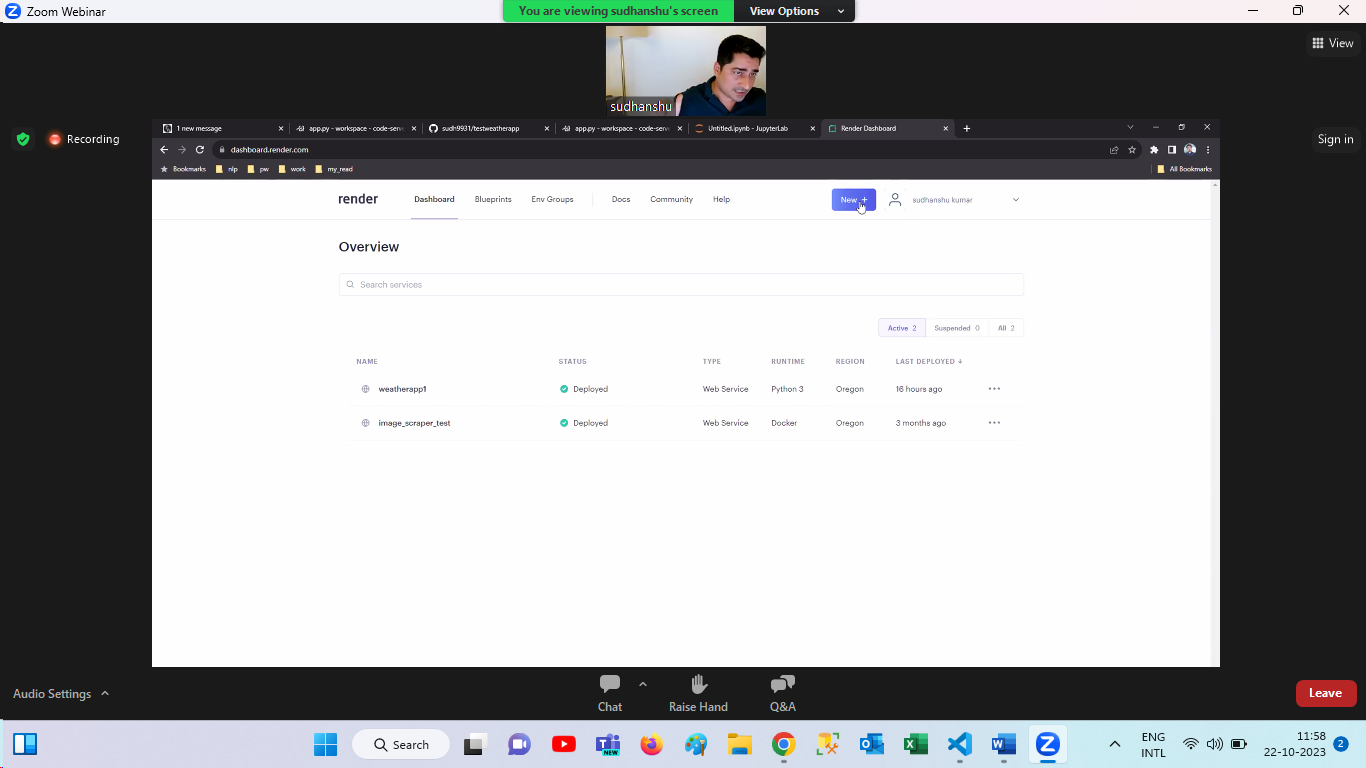 Zoom Webinar
You are viewing sudhanshu's screen View Options
View
sudhanshu
Recording
Sign in
1 new message
app.py - workspace - code-serve
sudh9931/testweatherapp
app.py - workspace - code-serve
Untitled.ipynb - JupyterLab
Render Dashboard
dashboard.render.com
Bookmarks nlp pw work my_read All Bookmarks
render Dashboard Blueprints Env Groups Docs Community Help New + sudhanshu kumar
Overview
Search services
Active 2 Suspended 0 All 2
NAME STATUS TYPE RUNTIME REGION LAST DEPLOYED ↓
weatherapp1 Deployed Web Service Python 3 Oregon 16 hours ago
image_scraper_test Deployed Web Service Docker Oregon 3 months ago
Audio Settings
Chat
Raise Hand
Q&A
Leave
Search
NEW
ENG
INTL
11:58
22-10-2023
2